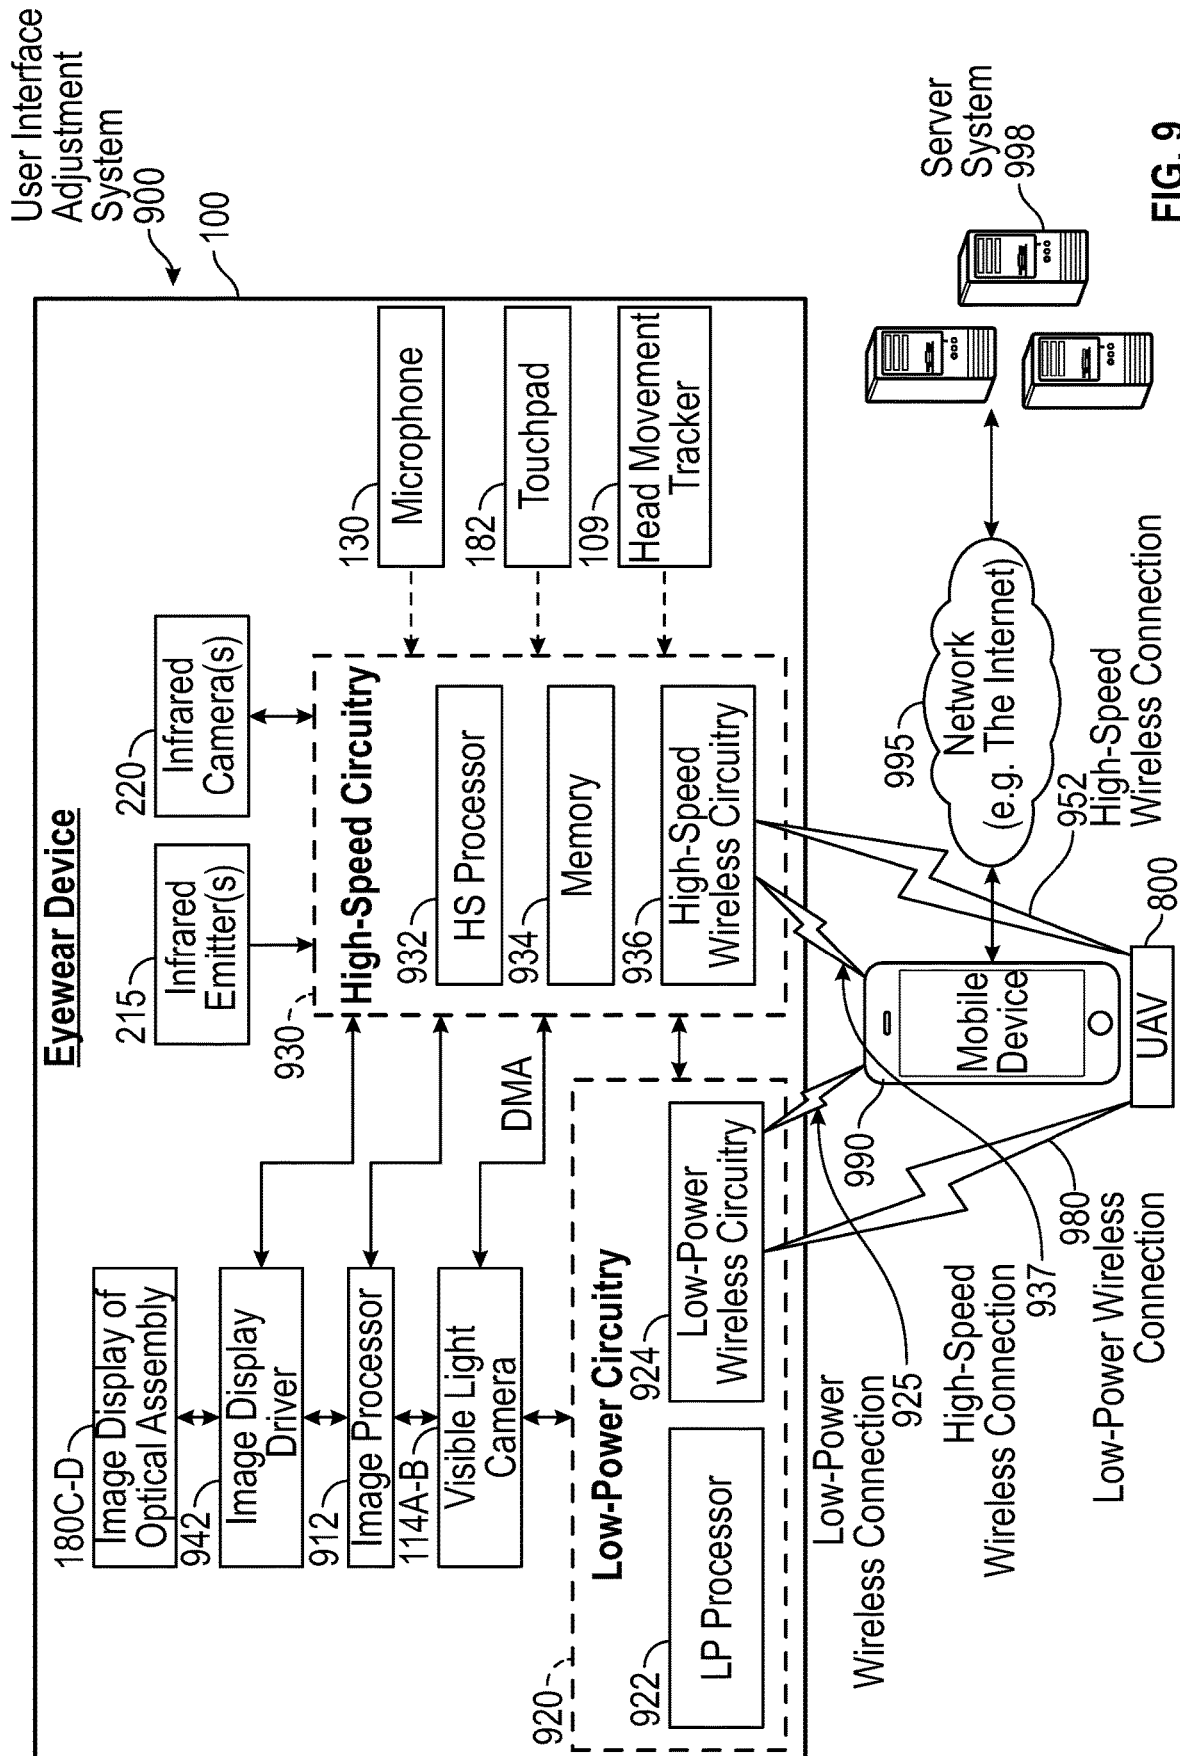 User Interface
Adjustment
System
900
100
Eyewear Device
180C-D
Image Display of
Optical Assembly
942
Image Display
Driver
912
Image Processor
114A-B
Visible Light
Camera
215
Infrared
Emitter(s)
220
Infrared
Camera(s)
DMA
930
High-Speed Circuitry
932
HS Processor
934
Memory
936
High-Speed
Wireless Circuitry
130
Microphone
182
Touchpad
109
Head Movement
Tracker
920
Low-Power Circuitry
922
LP Processor
924
Low-Power
Wireless Circuitry
Low-Power
Wireless Connection
925
High-Speed
Wireless Connection
937
980
Low-Power Wireless
Connection
990
Mobile
Device
UAV
800
952
High-Speed
Wireless Connection
995
Network
(e.g. The Internet)
Server
System
998
FIG. 9